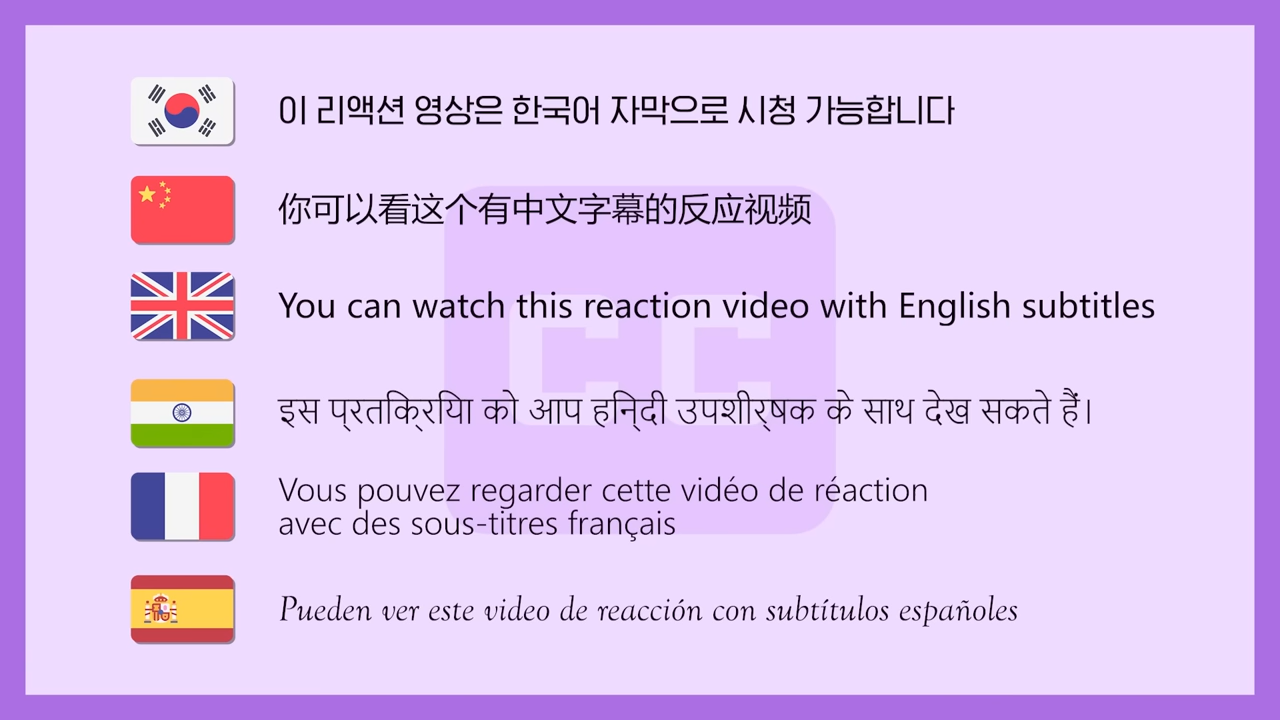 이 리액션 영상은 한국어 자막으로 시청 가능합니다
你可以看这个有中文字幕的反应视频
CC
You can watch this reaction video with English subtitles
इस प्रतिक्रिया को आप हिन्दी उपशीर्षक के साथ देख सकते हैं।
Vous pouvez regarder cette vidéo de réaction
avec des sous-titres français
Pueden ver este video de reacción con subtítulos españoles